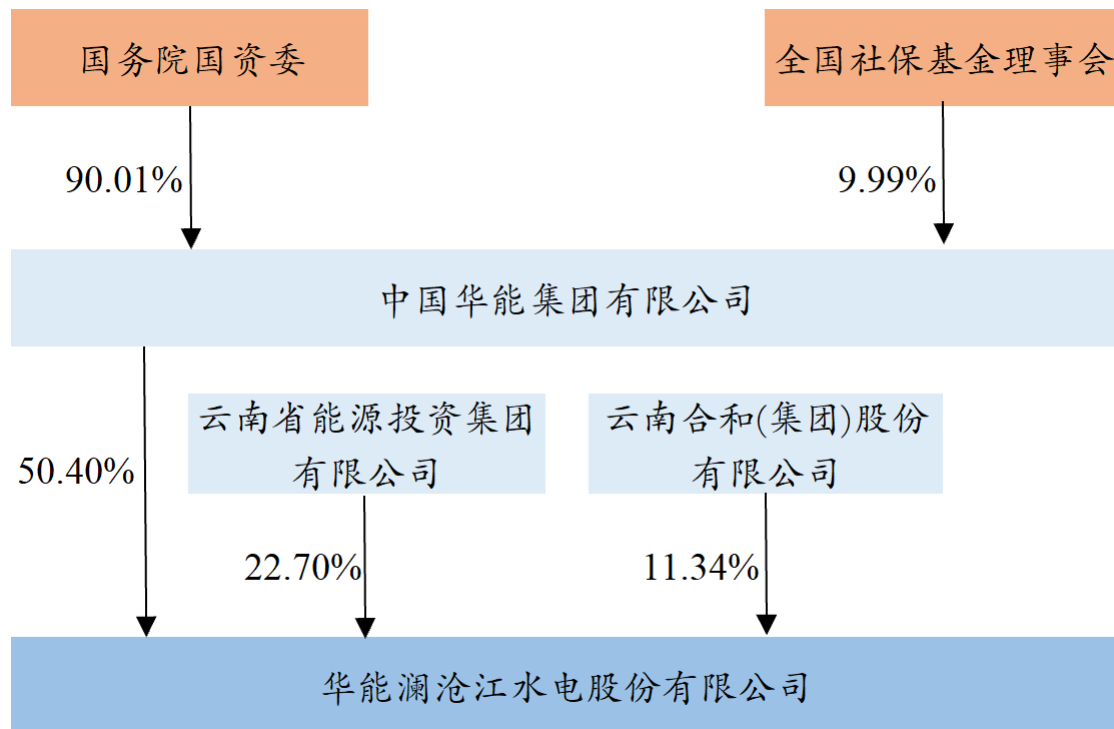 国务院国资委
全国社保基金理事会
90.01%
9.99%
中国华能集团有限公司
云南省能源投资集团
有限公司
云南合和(集团)股份
有限公司
50.40%
22.70%
11.34%
华能澜沧江水电股份有限公司